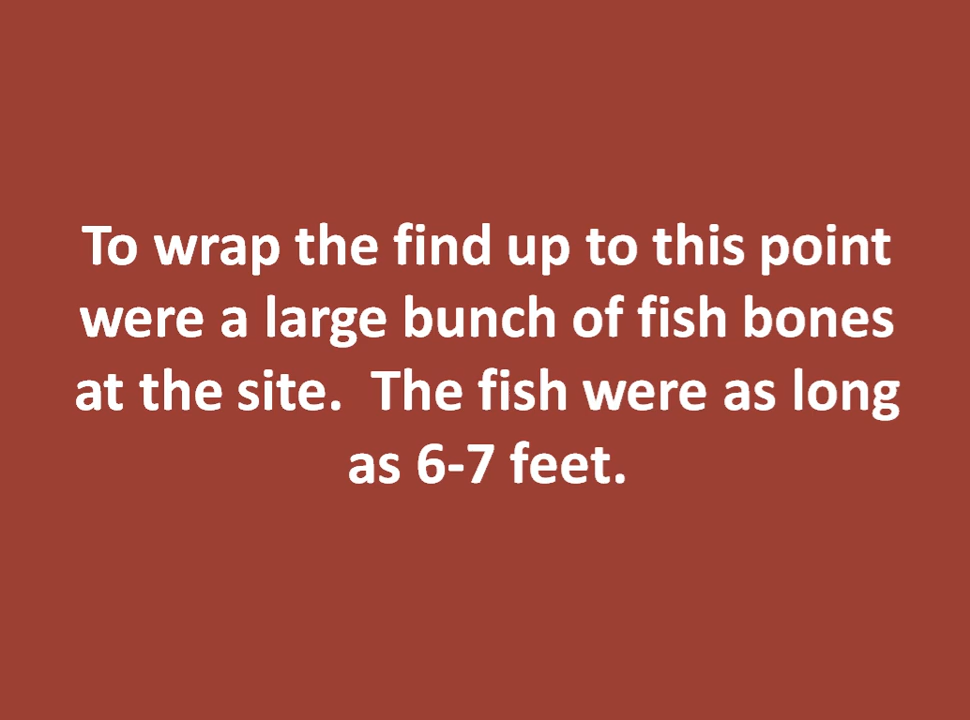 To wrap the find up to this point
were a large bunch of fish bones
at the site.  The fish were as long
as 6-7 feet.